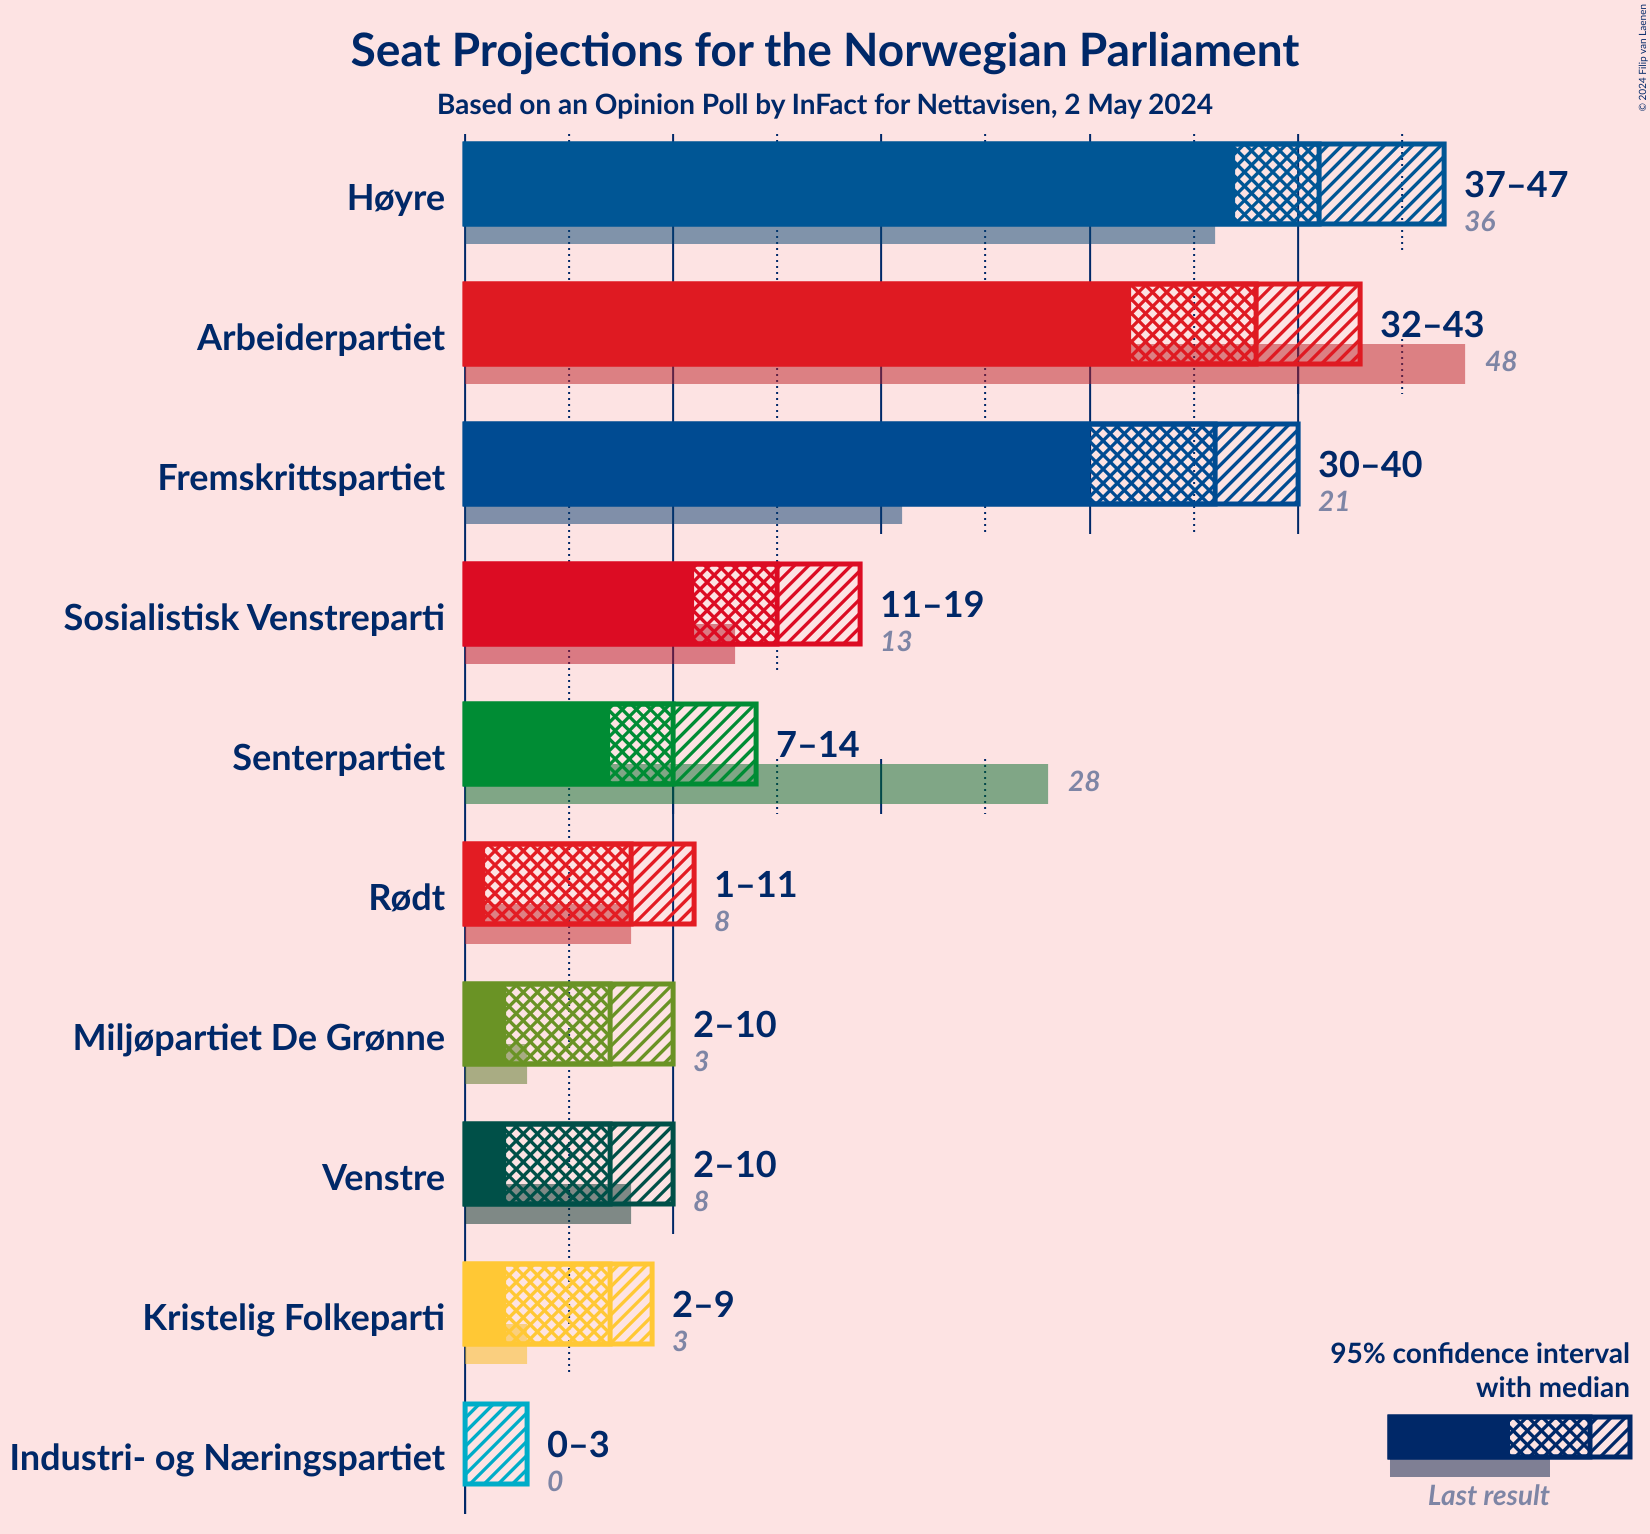 Seat Projections for the Norwegian Parliament
Based on an Opinion Poll by InFact for Nettavisen, 2 May 2024
© 2024 Filip van Laenen
Høyre
37–47
36
Arbeiderpartiet
32–43
48
Fremskrittspartiet
30–40
21
Sosialistisk Venstreparti
11–19
13
Senterpartiet
7–14
28
Rødt
1–11
8
Miljøpartiet De Grønne
2–10
3
Venstre
2–10
8
Kristelig Folkeparti
2–9
3
Industri- og Næringspartiet
0–3
0
95% confidence interval
with median
Last result